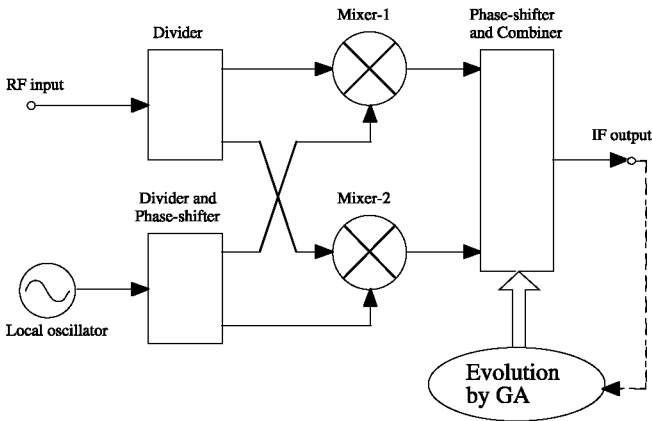 Divider
Mixer-1
Phase-shifter
and Combiner
RF input
IF output
Divider and
Phase-shifter
Mixer-2
Local oscillator
Evolution
by GA